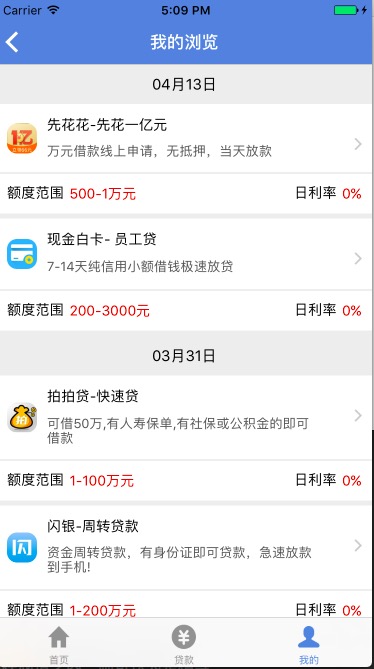 Carrier 5:09 PM
我的浏览
04月13日
先花花-先花一亿元
万元借款线上申请，无抵押，当天放款
额度范围 500-1万元 日利率 0%
现金白卡- 员工贷
7-14天纯信用小额借钱极速放贷
额度范围 200-3000元 日利率 0%
03月31日
拍拍贷-快速贷
可借50万,有人寿保单,有社保或公积金的即可
借款
额度范围 1-100万元 日利率 0%
闪
闪银-周转贷款
资金周转贷款，有身份证即可贷款，急速放款
到手机!
额度范围 1-200万元 日利率 0%
首页 贷款 我的